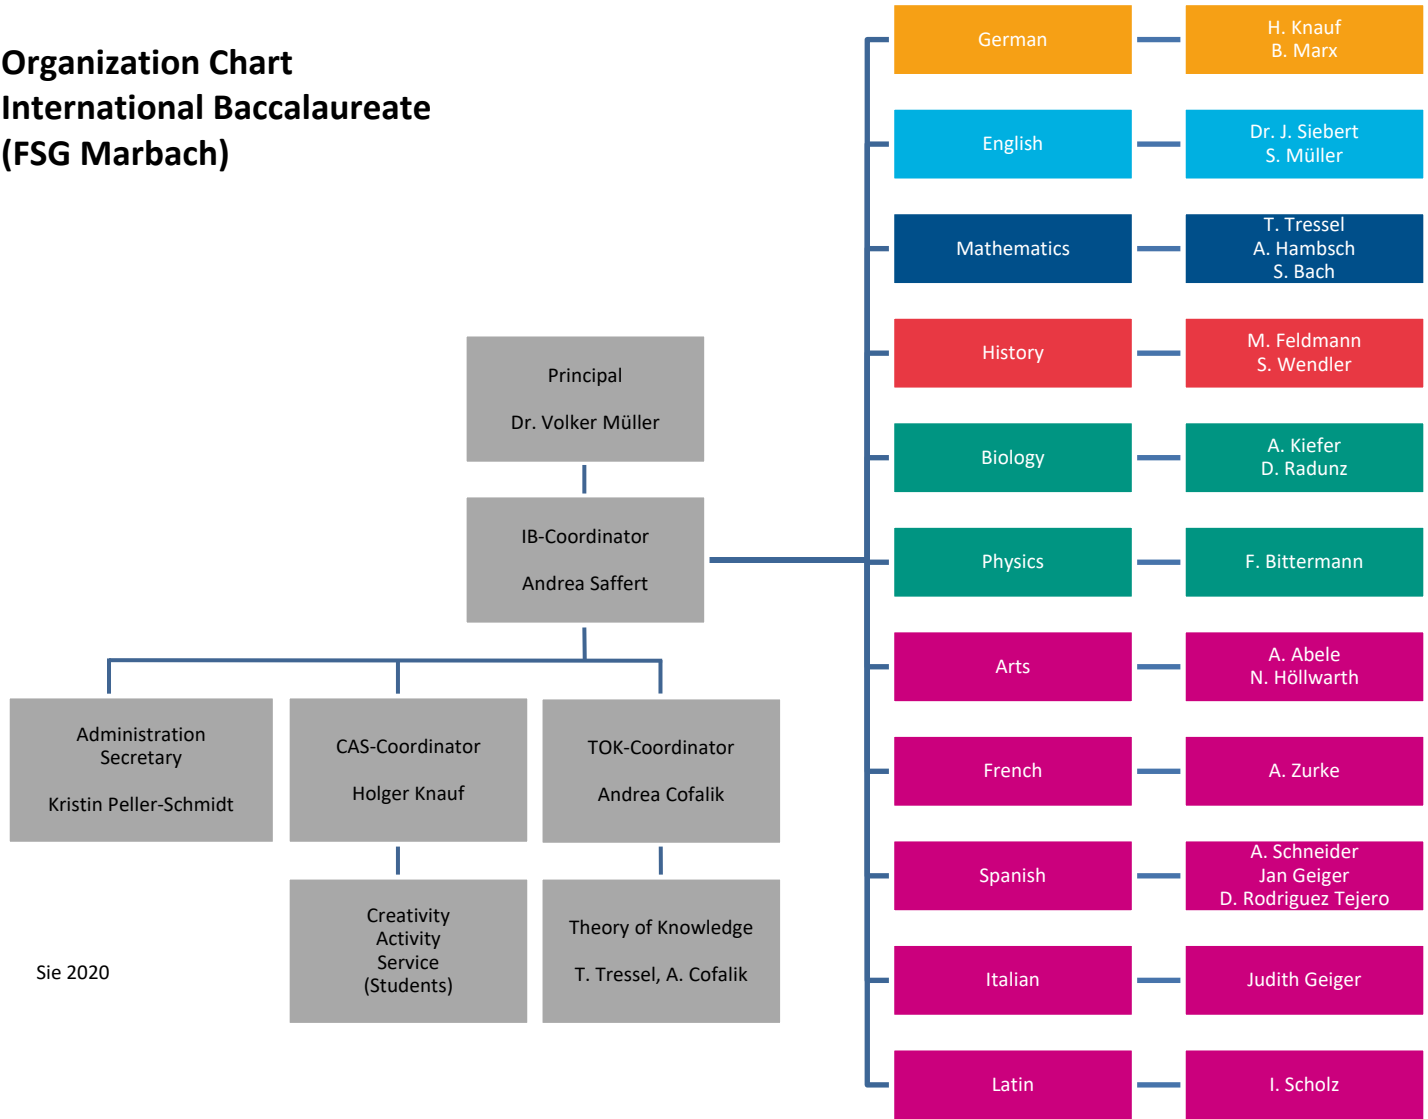 Organization Chart
International Baccalaureate
(FSG Marbach)
Principal
Dr. Volker Müller
IB-Coordinator
Andrea Saffert
Administration
Secretary
Kristin Peller-Schmidt
CAS-Coordinator
Holger Knauf
TOK-Coordinator
Andrea Cofalik
Creativity
Activity
Service
(Students)
Theory of Knowledge
T. Tressel, A. Cofalik
Sie 2020
German
H. Knauf
B. Marx
English
Dr. J. Siebert
S. Müller
Mathematics
T. Tressel
A. Hambsch
S. Bach
History
M. Feldmann
S. Wendler
Biology
A. Kiefer
D. Radunz
Physics
F. Bittermann
Arts
A. Abele
N. Höllwarth
French
A. Zurke
Spanish
A. Schneider
Jan Geiger
D. Rodriguez Tejero
Italian
Judith Geiger
Latin
I. Scholz